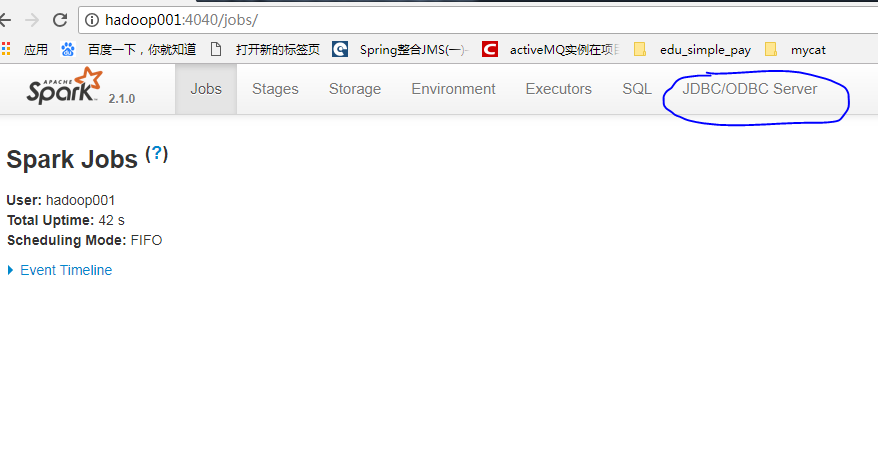 hadoop001:4040/jobs/
应用 百度一下，你就知道 打开新的标签页 Spring整合JMS(一)- activeMQ实例在项目 edu_simple_pay mycat
APACHE Spark 2.1.0 Jobs Stages Storage Environment Executors SQL JDBC/ODBC Server
Spark Jobs (?)
User: hadoop001
Total Uptime: 42 s
Scheduling Mode: FIFO
Event Timeline